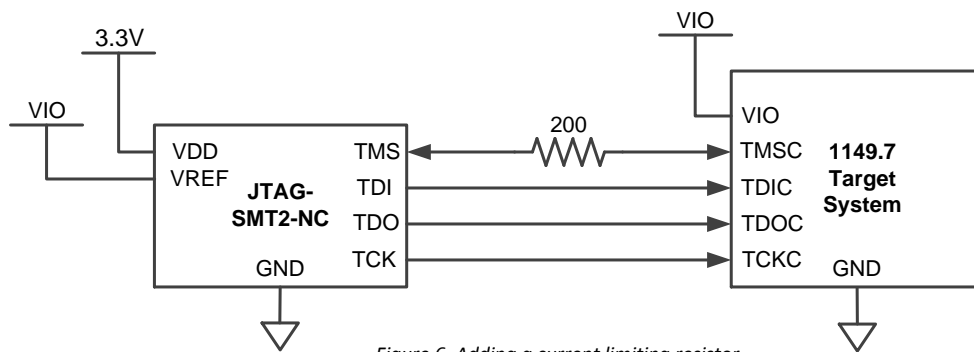 3.3V
VIO
VDD
VREF
JTAG-
SMT2-NC
TMS
TDI
TDO
TCK
GND
200
VIO
VIO
TMSC
TDIC
TDOC
TCKC
1149.7
Target
System
GND
Figure 6. Adding a current limiting resistor